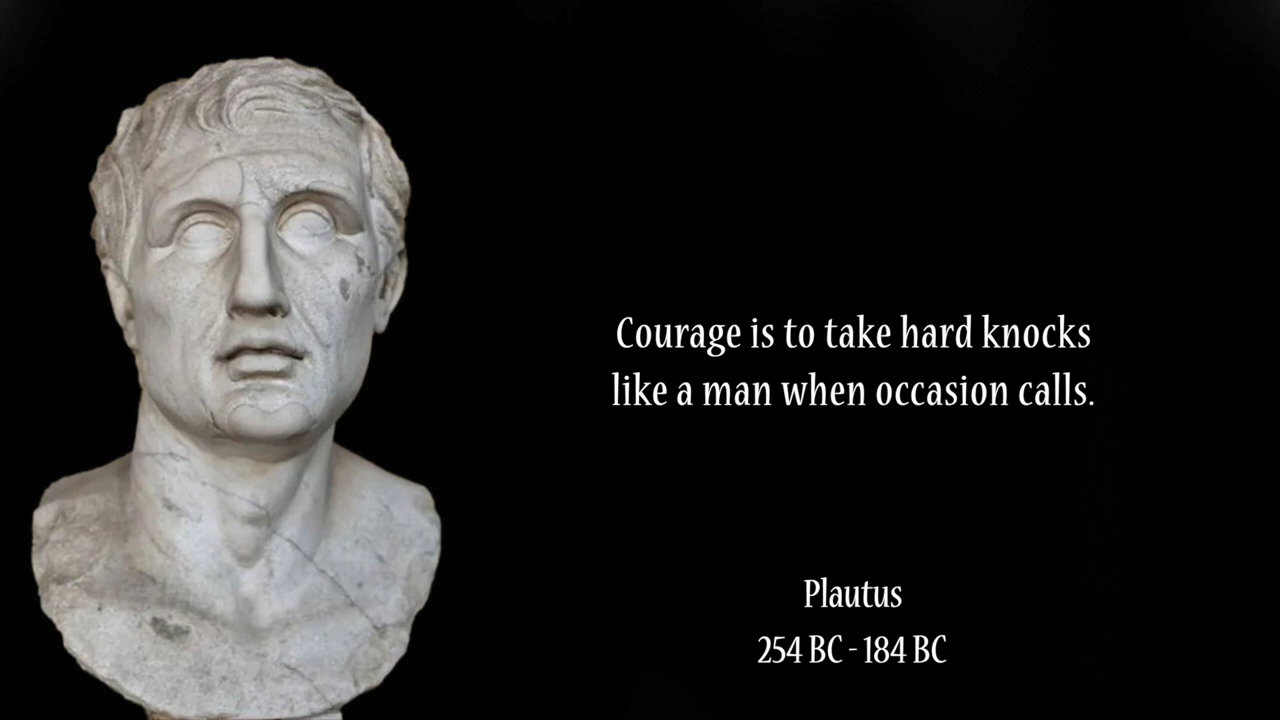 Courage is to take hard knocks
like a man when occasion calls.
Plautus
254 BC - 184 BC